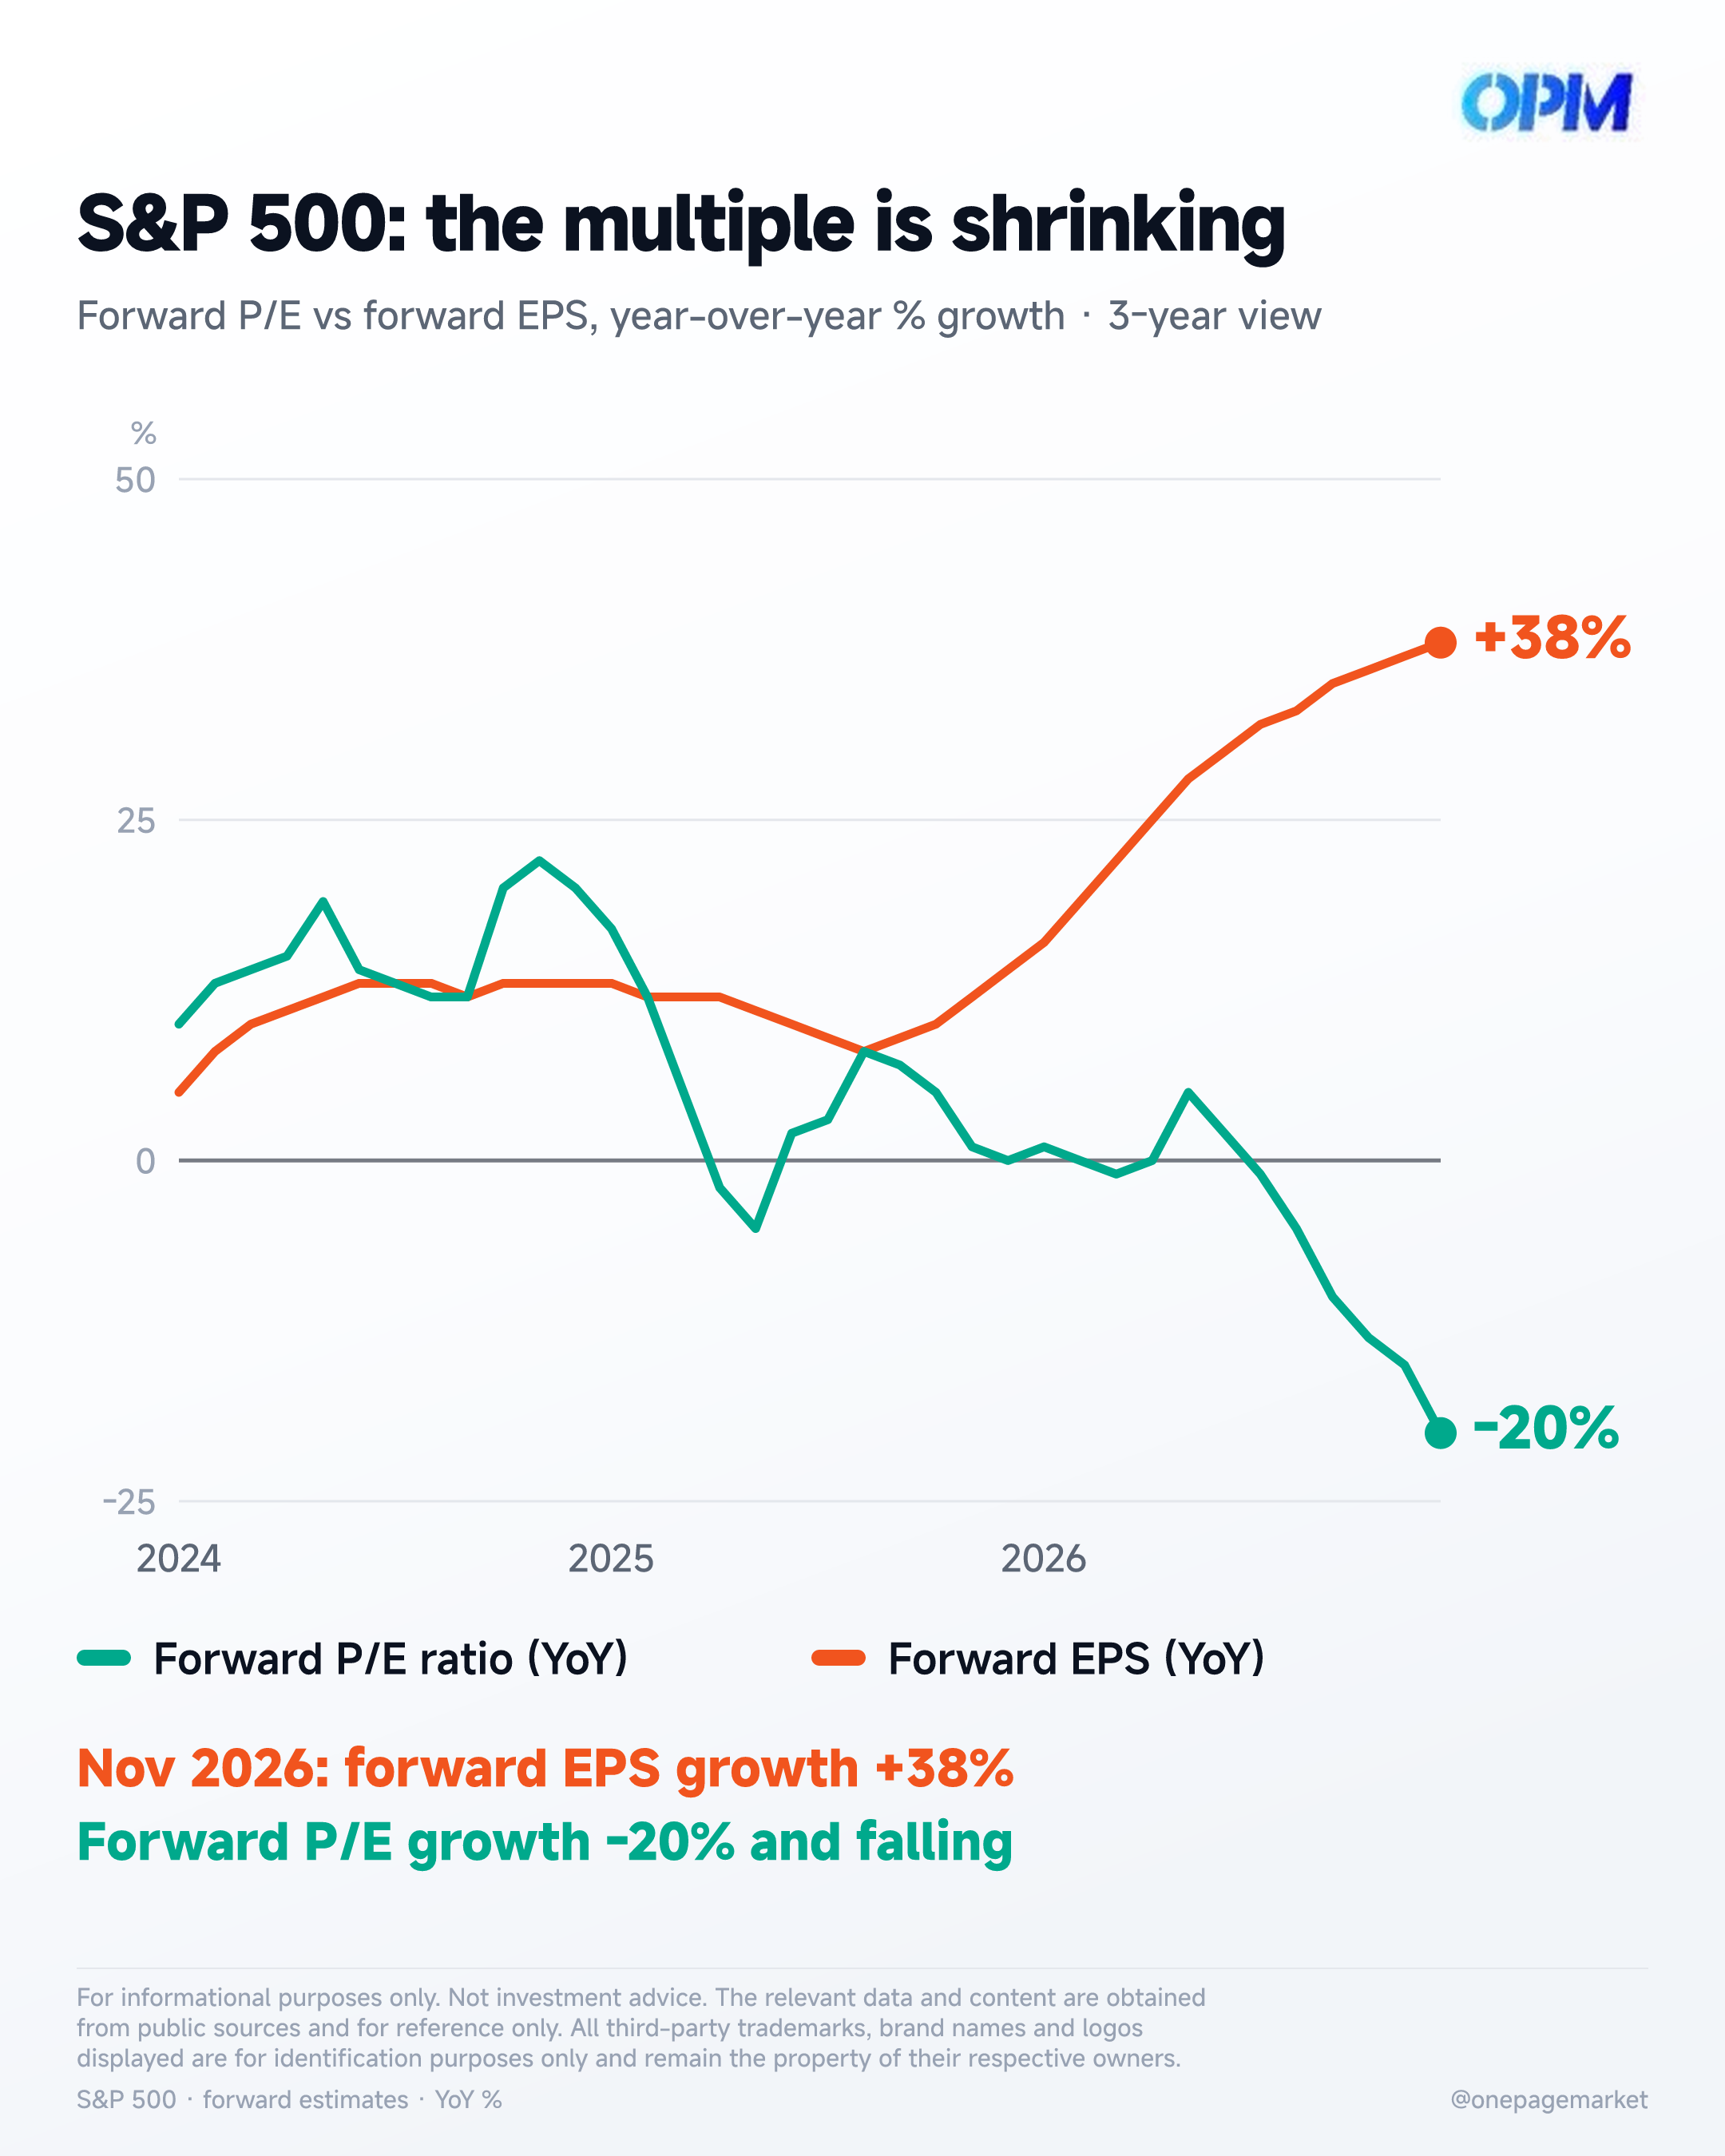 OPM
S&P 500: the multiple is shrinking
Forward P/E vs forward EPS, year-over-year % growth · 3-year view
%
50
+38%
25
0
-20%
-25
2024 2025 2026
Forward P/E ratio (YoY) Forward EPS (YoY)
Nov 2026: forward EPS growth +38%
Forward P/E growth -20% and falling
For informational purposes only. Not investment advice. The relevant data and content are obtained
from public sources and for reference only. All third-party trademarks, brand names and logos
displayed are for identification purposes only and remain the property of their respective owners.
S&P 500 · forward estimates · YoY % @onepagemarket